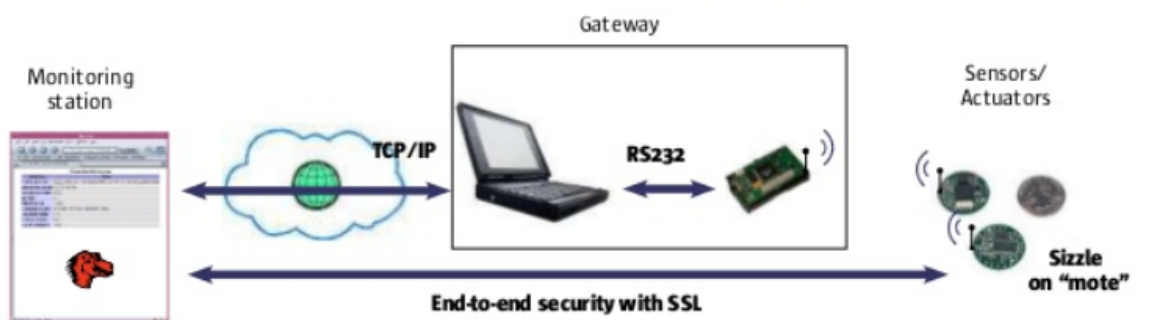 Gateway
Monitoring
station
TCP/IP
RS232
Sensors/
Actuators
Sizzle
on “mote”
End-to-end security with SSL